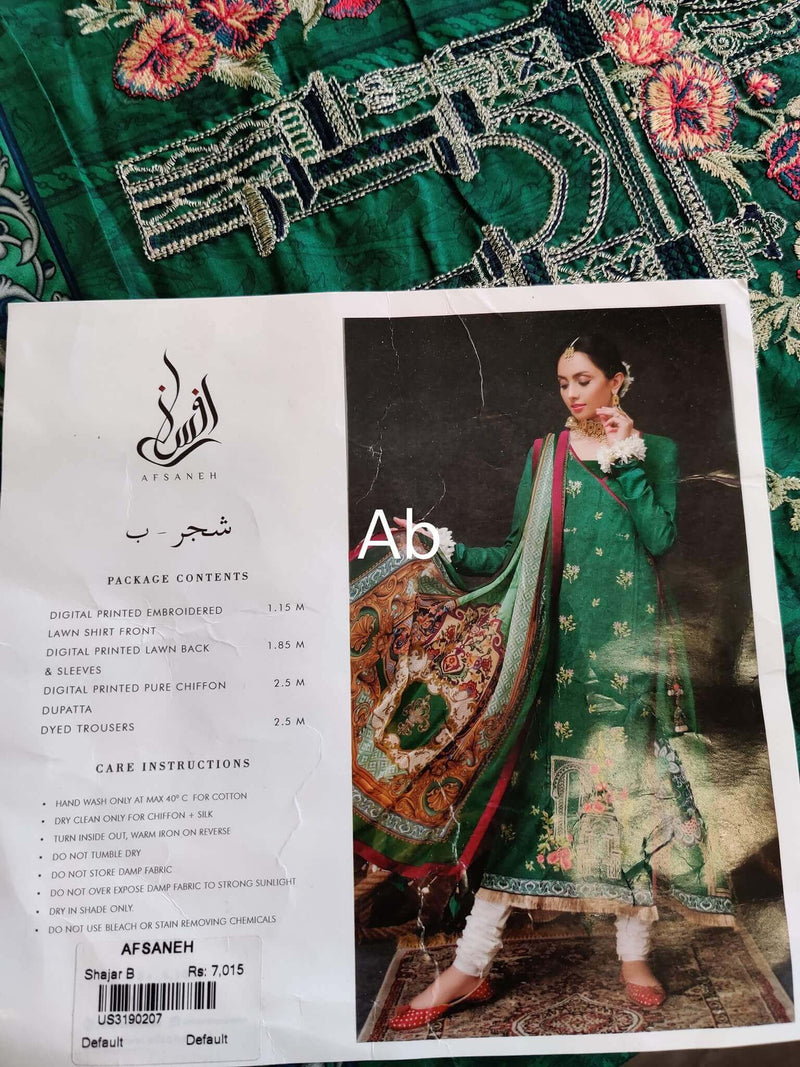 افسانہ
AFSANEH
شجر - ب
PACKAGE CONTENTS
DIGITAL PRINTED EMBROIDERED 1.15 M
LAWN SHIRT FRONT
DIGITAL PRINTED LAWN BACK 1.85 M
& SLEEVES
DIGITAL PRINTED PURE CHIFFON 2.5 M
DUPATTA
DYED TROUSERS 2.5 M
CARE INSTRUCTIONS
• HAND WASH ONLY AT MAX 40º C FOR COTTON
• DRY CLEAN ONLY FOR CHIFFON + SILK
• TURN INSIDE OUT, WARM IRON ON REVERSE
• DO NOT TUMBLE DRY
• DO NOT STORE DAMP FABRIC
• DO NOT OVER EXPOSE DAMP FABRIC TO STRONG SUNLIGHT
• DRY IN SHADE ONLY.
• DO NOT USE BLEACH OR STAIN REMOVING CHEMICALS
AFSANEH
Shajar B Rs: 7,015
US3190207
Default Default
Ab